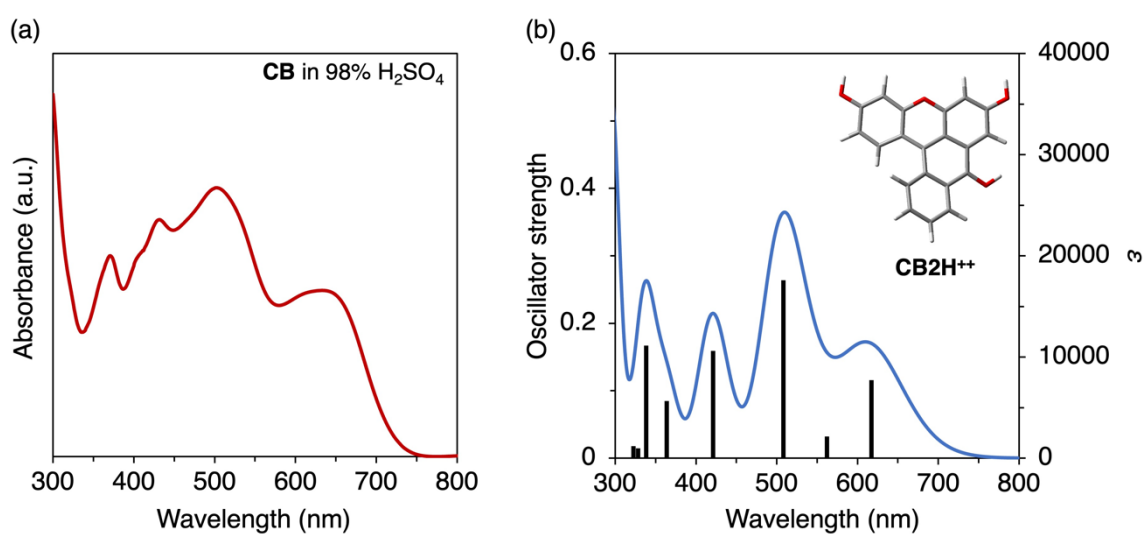 (a)
CB in 98% H₂SO₄
Absorbance (a.u.)
300 400 500 600 700 800
Wavelength (nm)
(b)
0.6
0.4
0.2
0
Oscillator strength
40000
30000
20000
10000
0
ε
CB2H⁺⁺
300 400 500 600 700 800
Wavelength (nm)